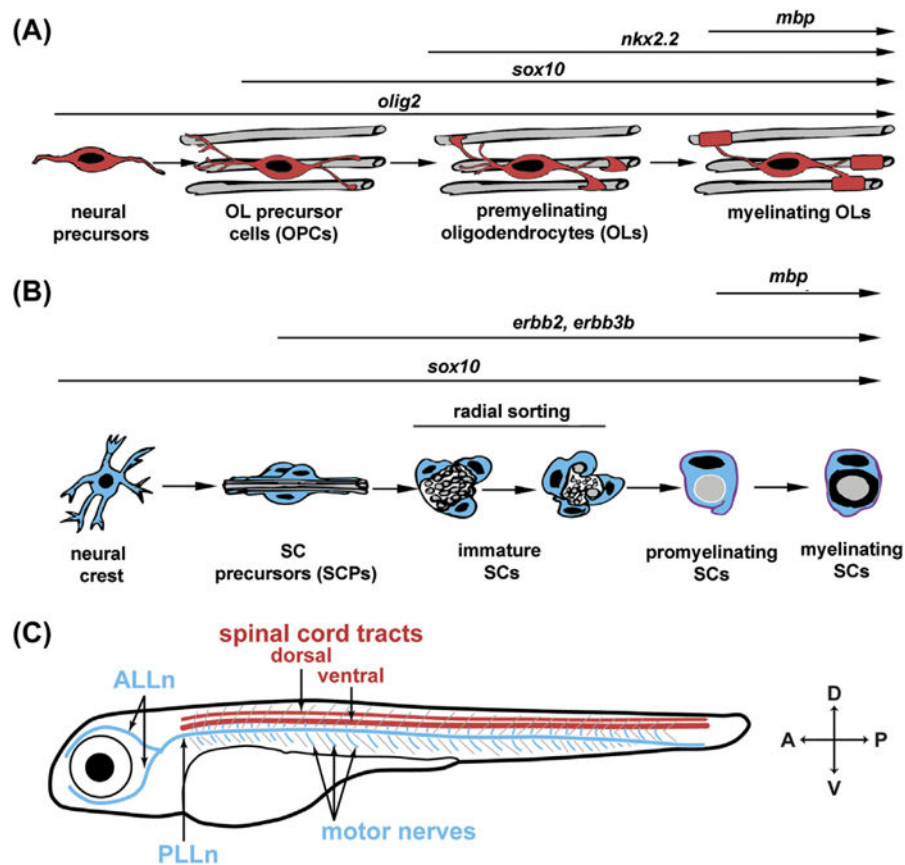 (A)
mbp
nkx2.2
sox10
olig2
neural
precursors
OL precursor
cells (OPCs)
premyelinating
oligodendrocytes (OLs)
myelinating OLs
(B)
mbp
erbb2, erbb3b
sox10
radial sorting
neural
crest
SC
precursors (SCPs)
immature
SCs
promyelinating
SCs
myelinating
SCs
(C)
spinal cord tracts
dorsal
ventral
ALLn
D
A
P
V
motor nerves
PLLn